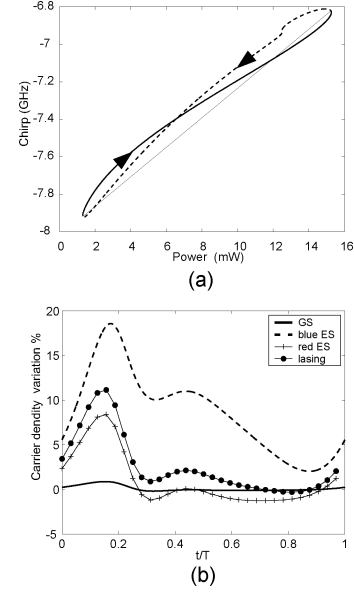 -6.8
-7
-7.2
-7.4
-7.6
-7.8
-8
Chirp (GHz)
0 2 4 6 8 10 12 14 16
Power (mW)
(a)
20
15
10
5
0
-5
Carrier dendity variation %
GS
blue ES
red ES
lasing
0 0.2 0.4 0.6 0.8 1
t/T
(b)